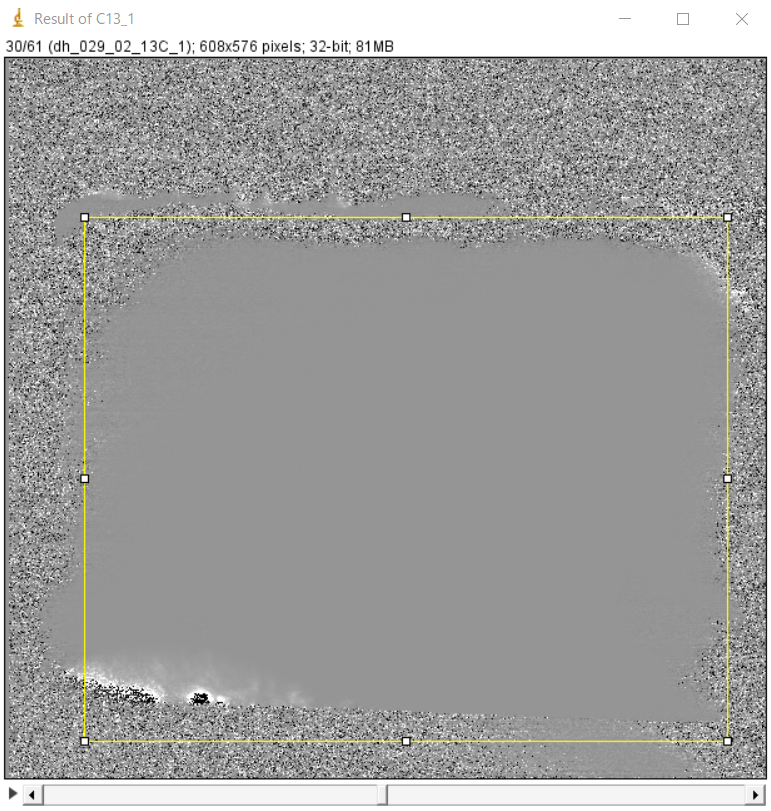 Result of C13_1
30/61 (dh_029_02_13C_1); 608x576 pixels; 32-bit; 81MB